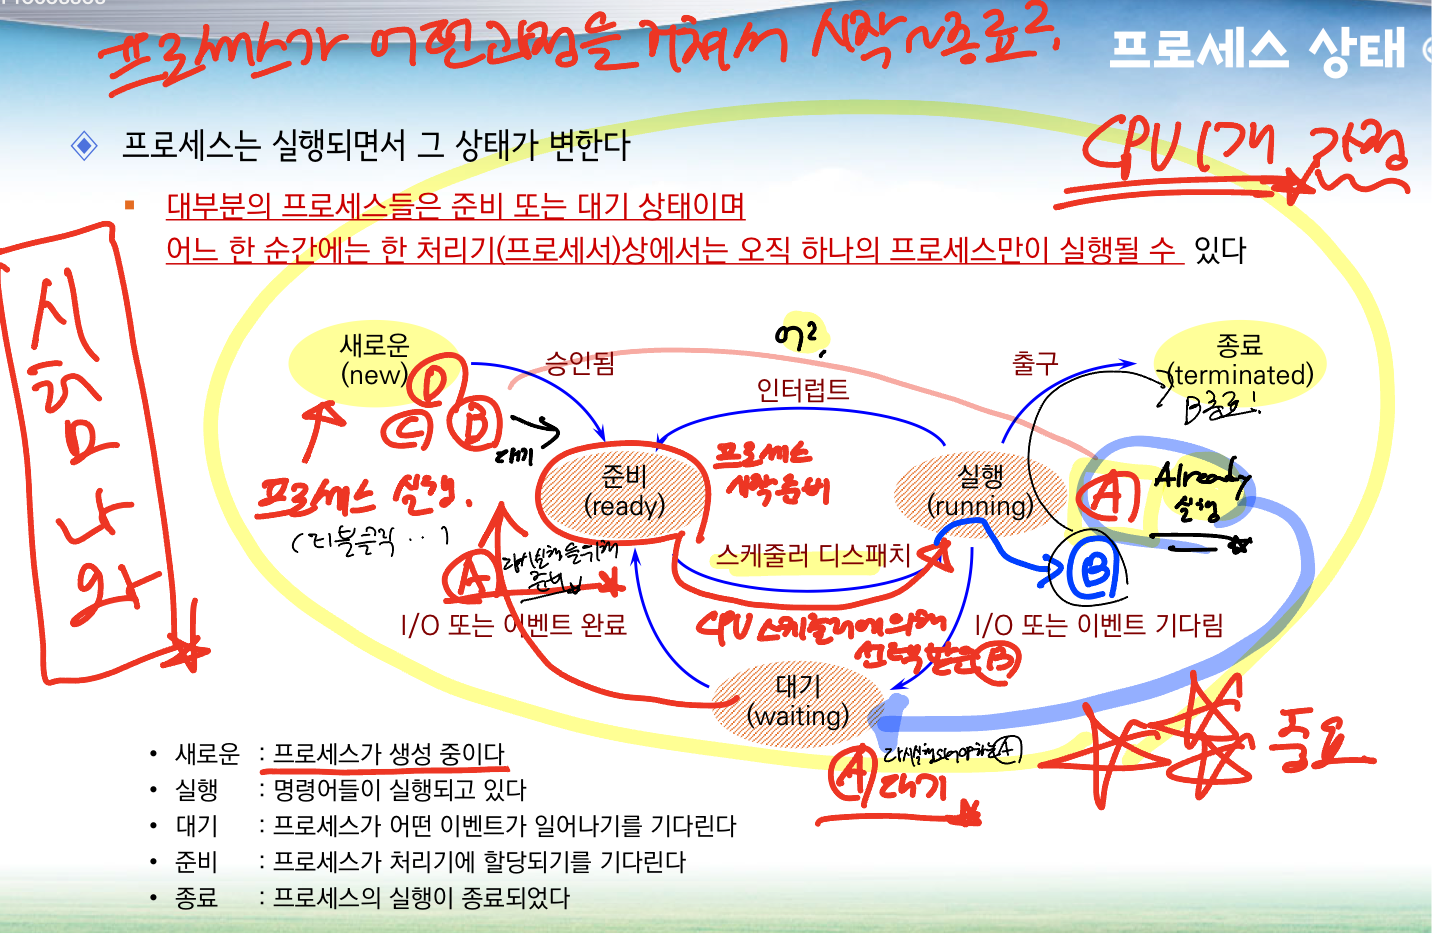 프로세스가 어떤과정을 거쳐서 시작~종료?
프로세스 상태
CPU 1개 가정
프로세스는 실행되면서 그 상태가 변한다
대부분의 프로세스들은 준비 또는 대기 상태이며
어느 한 순간에는 한 처리기(프로세서)상에서는 오직 하나의 프로세스만이 실행될 수 있다
시험나와
새로운
(new)
D
C
B
대기
승인됨
어?
인터럽트
출구
종료
(terminated)
B종료!
프로세스 실행.
(더블클릭 ··)
준비
(ready)
프로세스
시작준비
실행
(running)
A
Already
실행
B
스케줄러 디스패치
A
다시실행을위해
준비
I/O 또는 이벤트 완료
CPU 스케줄러에의해
선택받은 B
I/O 또는 이벤트 기다림
대기
(waiting)
A
대기
A
중요
• 새로운 : 프로세스가 생성 중이다
• 실행 : 명령어들이 실행되고 있다
• 대기 : 프로세스가 어떤 이벤트가 일어나기를 기다린다
• 준비 : 프로세스가 처리기에 할당되기를 기다린다
• 종료 : 프로세스의 실행이 종료되었다